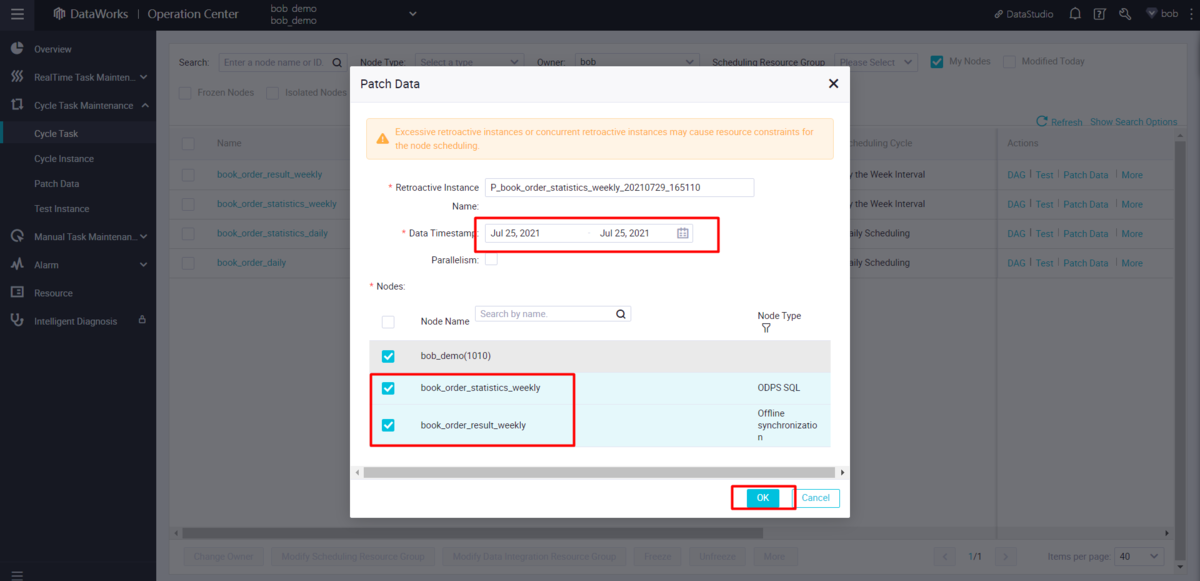 DataWorks | Operation Center
bob_demo
bob_demo
DataStudio
bob
Overview
RealTime Task Mainten...
Cycle Task Maintenance
Cycle Task
Cycle Instance
Patch Data
Test Instance
Manual Task Maintenan...
Alarm
Resource
Intelligent Diagnosis
Search: Enter a node name or ID. Node Type: Select a type Owner: bob Scheduling Resource Group Please Select My Nodes Modified Today
Frozen Nodes Isolated Nodes
Refresh Show Search Options
Name cheduling Cycle Actions
book_order_result_weekly y the Week Interval DAG | Test | Patch Data | More
book_order_statistics_weekly y the Week Interval DAG | Test | Patch Data | More
book_order_statistics_daily aily Scheduling DAG | Test | Patch Data | More
book_order_daily aily Scheduling DAG | Test | Patch Data | More
Patch Data
Excessive retroactive instances or concurrent retroactive instances may cause resource constraints for
the node scheduling.
* Retroactive Instance
Name:
P_book_order_statistics_weekly_20210729_165110
* Data Timestamp: Jul 25, 2021 - Jul 25, 2021
Parallelism:
* Nodes:
Node Name Search by name. Node Type
bob_demo(1010)
book_order_statistics_weekly ODPS SQL
book_order_result_weekly Offline
synchronizatio
n
OK Cancel
Change Owner Modify Scheduling Resource Group Modify Data Integration Resource Group Freeze Unfreeze More 1/1 Items per page: 40